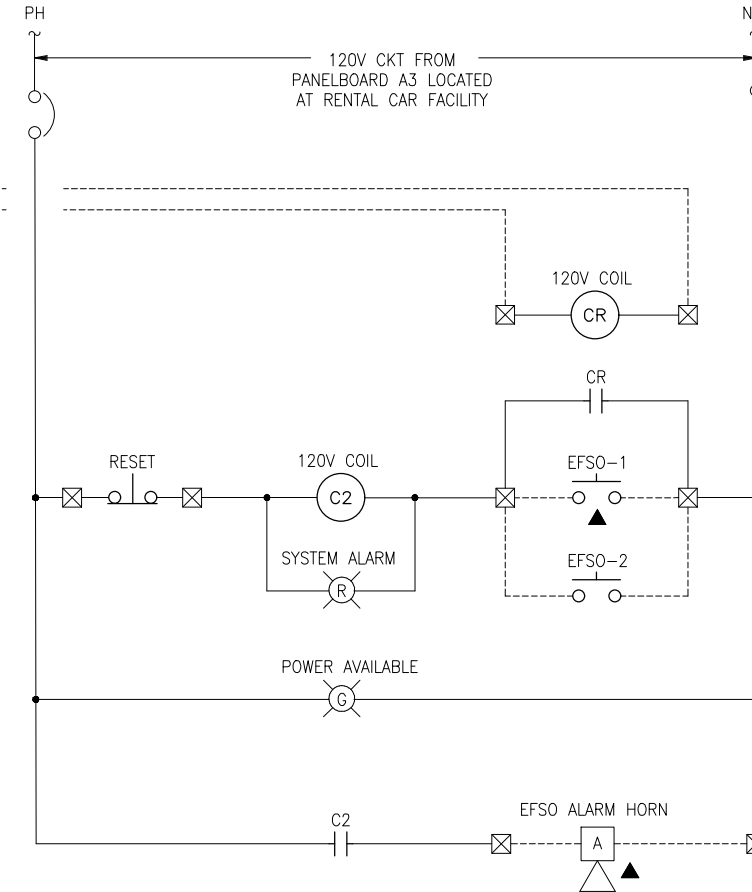 PH
N
120V CKT FROM
PANELBOARD A3 LOCATED
AT RENTAL CAR FACILITY
120V COIL
CR
CR
RESET
120V COIL
EFSO-1
C2
SYSTEM ALARM
EFSO-2
R
POWER AVAILABLE
G
EFSO ALARM HORN
C2
A